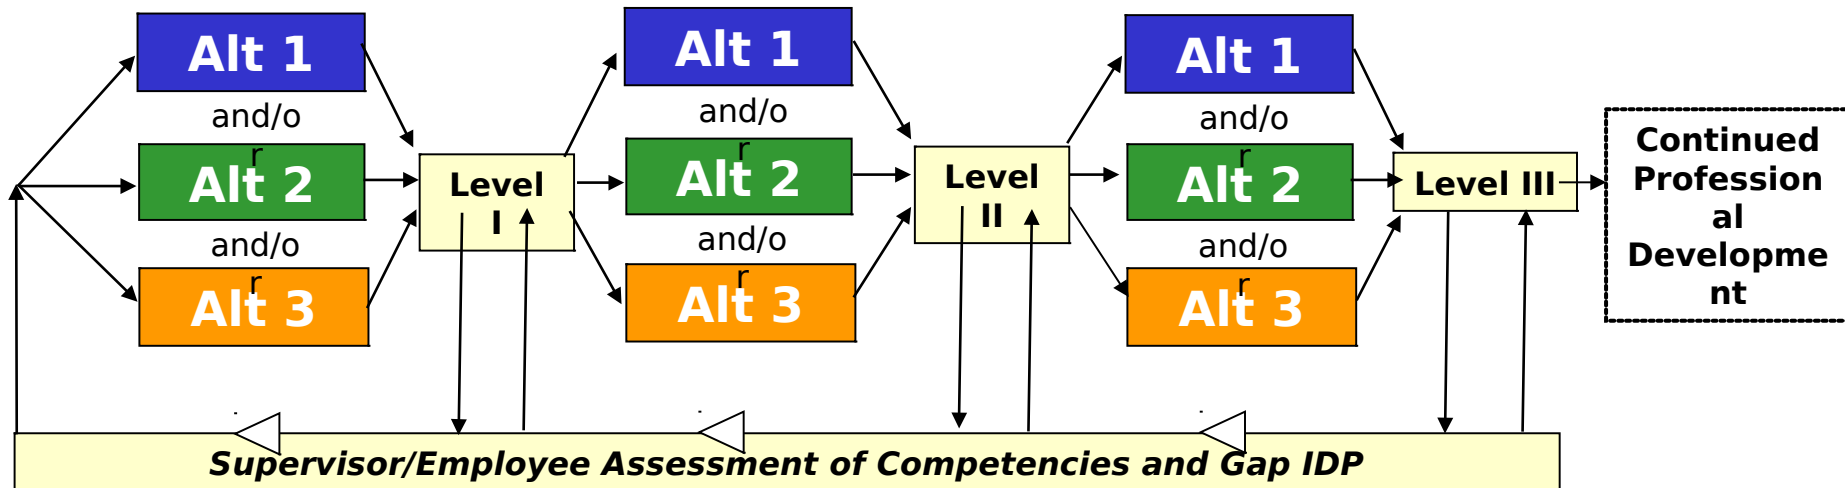 Alt 1
and/o
r
Alt 2
and/o
r
Alt 3
Level
I
Alt 1
and/o
r
Alt 2
and/o
r
Alt 3
Level
II
Alt 1
and/o
r
Alt 2
and/o
r
Alt 3
Level III
Continued
Profession
al
Developme
nt
Supervisor/Employee Assessment of Competencies and Gap IDP